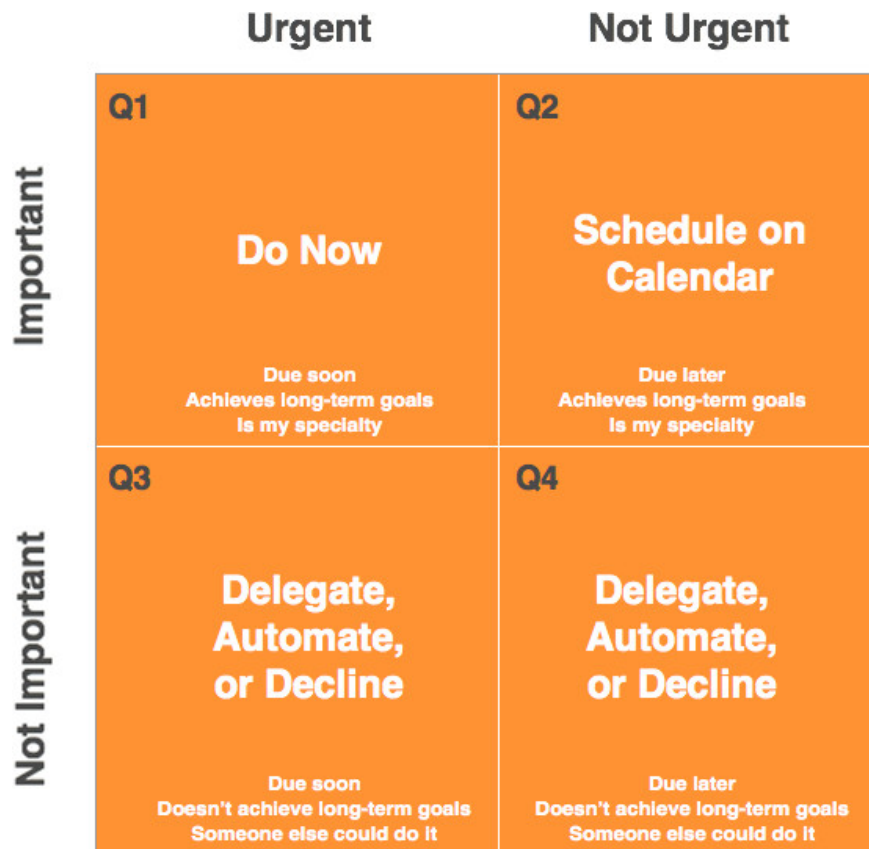 Urgent
Not Urgent
Important
Q1
Do Now
Due soon
Achieves long-term goals
Is my specialty
Q2
Schedule on
Calendar
Due later
Achieves long-term goals
Is my specialty
Not Important
Q3
Delegate,
Automate,
or Decline
Due soon
Doesn't achieve long-term goals
Someone else could do it
Q4
Delegate,
Automate,
or Decline
Due later
Doesn't achieve long-term goals
Someone else could do it